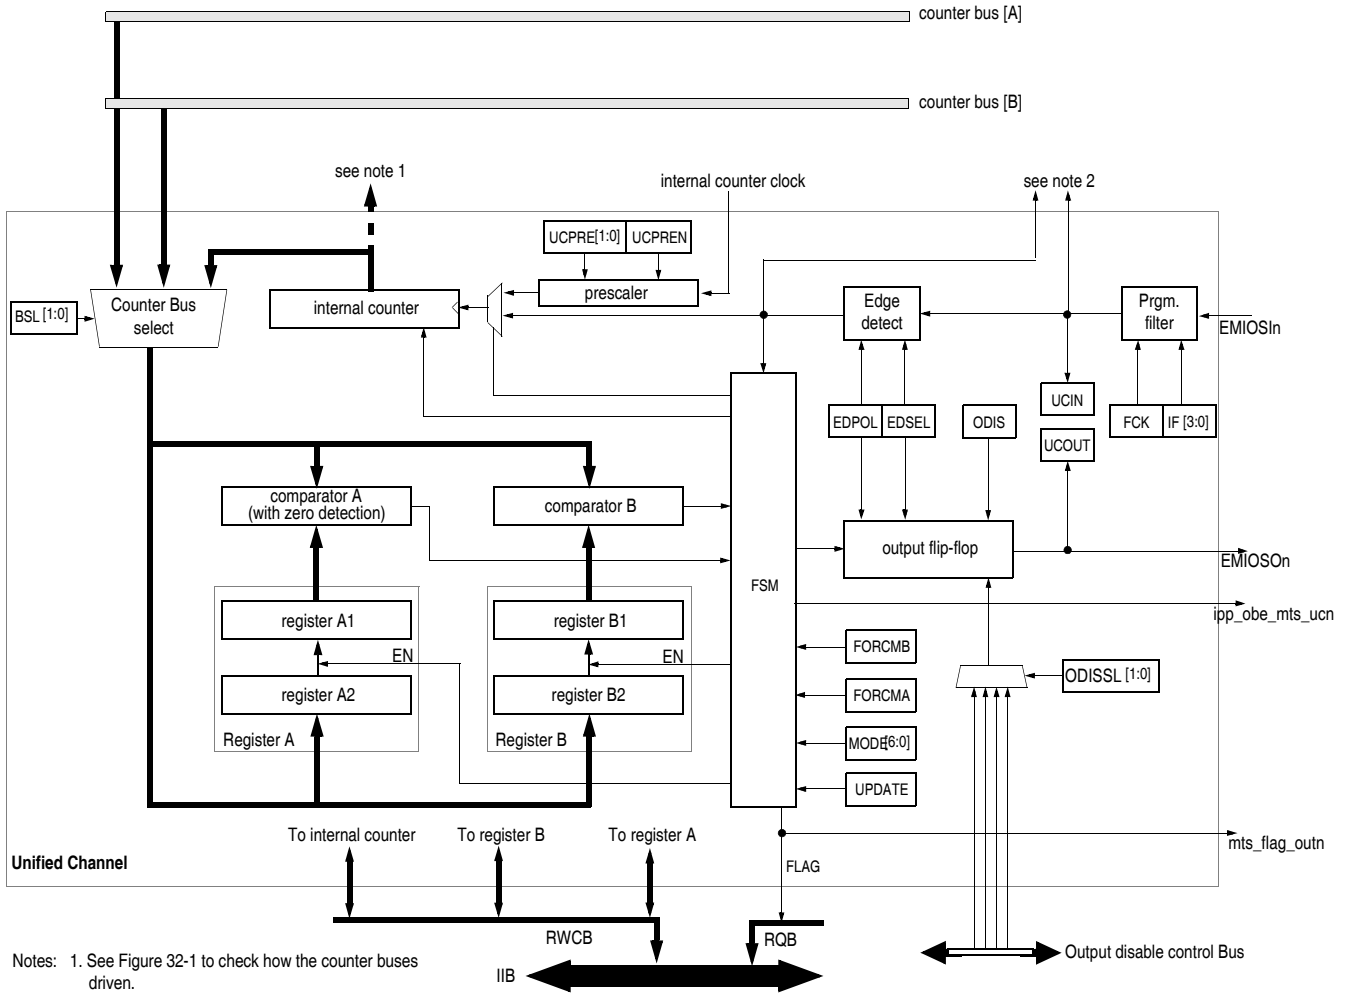 counter bus [A]
counter bus [B]
see note 1
internal counter clock
see note 2
UCPRE[1:0]
UCPREN
prescaler
Counter Bus
select
BSL [1:0]
internal counter
Edge
detect
Prgm.
filter
EMIOSIn
UCIN
EDPOL
EDSEL
ODIS
FCK
IF [3:0]
UCOUT
comparator A
(with zero detection)
comparator B
output flip-flop
EMIOSOn
FSM
ipp_obe_mts_ucn
register A1
register B1
EN
EN
FORCMB
ODISSL [1:0]
register A2
register B2
FORCMA
Register A
Register B
MODE[6:0]
UPDATE
To internal counter
To register B
To register A
mts_flag_outn
Unified Channel
FLAG
RWCB
RQB
Output disable control Bus
IIB
Notes: 1. See Figure 32-1 to check how the counter buses
driven.